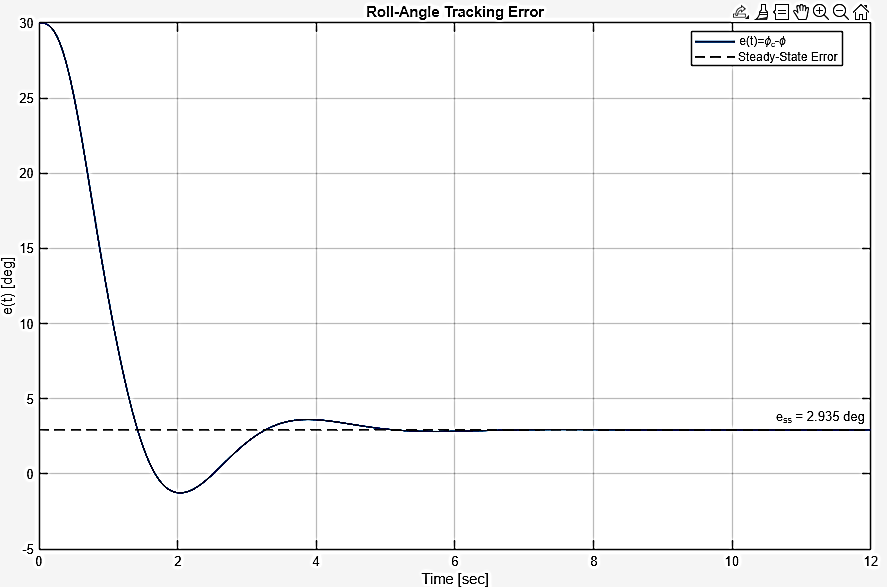 Roll-Angle Tracking Error
e(t)=ϕc-ϕ
Steady-State Error
30
25
20
15
10
5
0
-5
e(t) [deg]
ess = 2.935 deg
0 2 4 6 8 10 12
Time [sec]